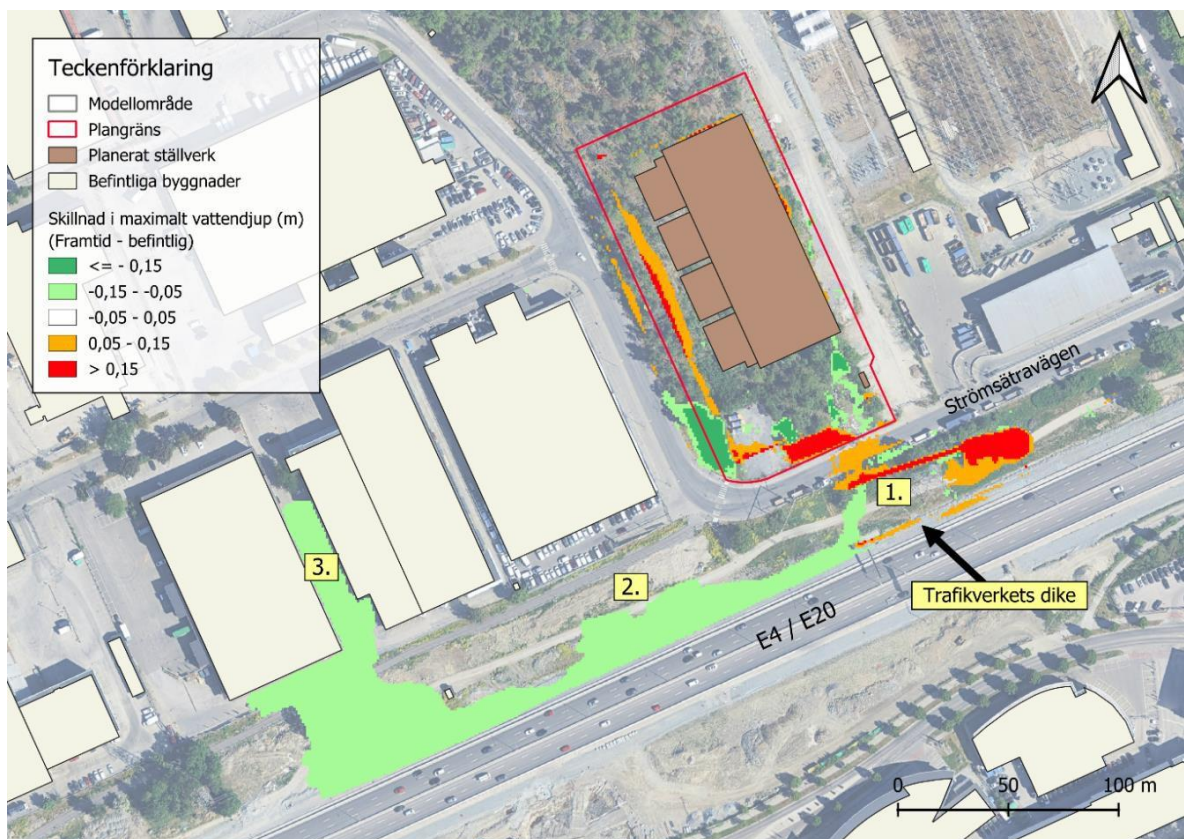 Teckenförklaring
Modellområde
Plangräns
Planerat ställverk
Befintliga byggnader
Skillnad i maximalt vattendjup (m)
(Framtid - befintlig)
<= - 0,15
-0,15 - -0,05
-0,05 - 0,05
0,05 - 0,15
> 0,15
Strömsätravägen
1.
2.
3.
Trafikverkets dike
E4 / E20
0 50 100 m